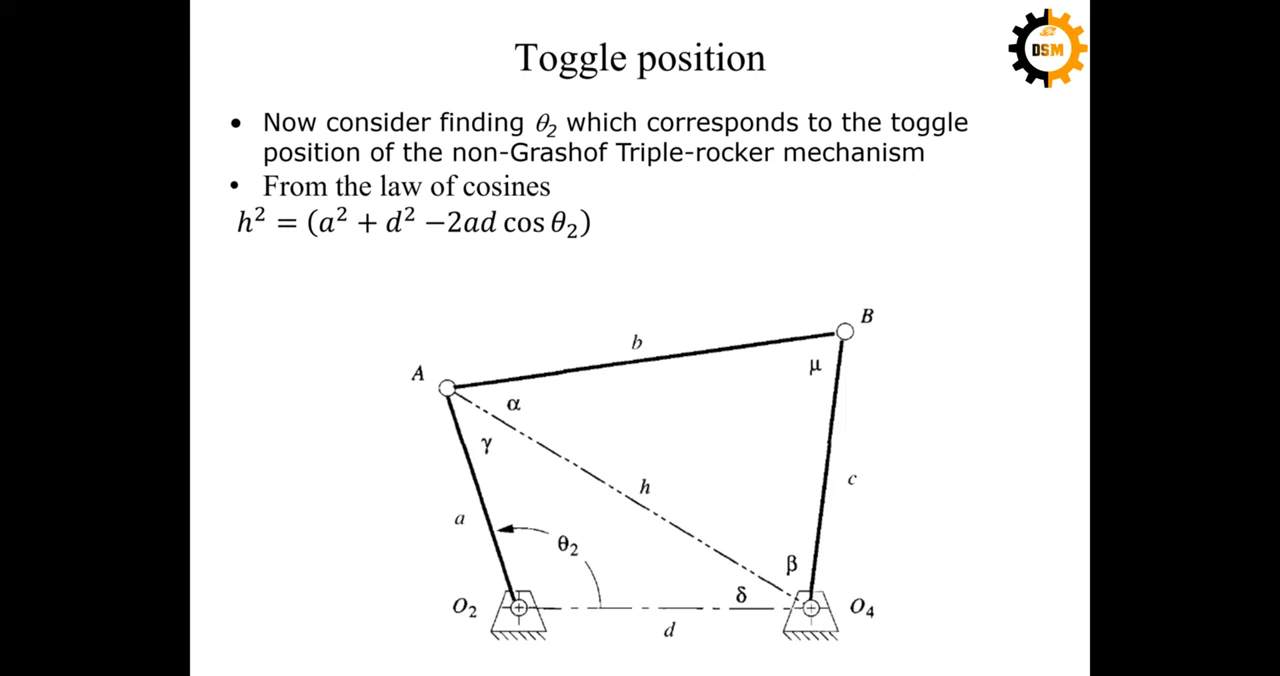 Toggle position
DSM
• Now consider finding θ₂ which corresponds to the toggle
position of the non-Grashof Triple-rocker mechanism
• From the law of cosines
h² = (a² + d² −2ad cos θ₂)
B
b
A
μ
α
γ
h
c
a
θ₂
β
δ
O₂
O₄
d